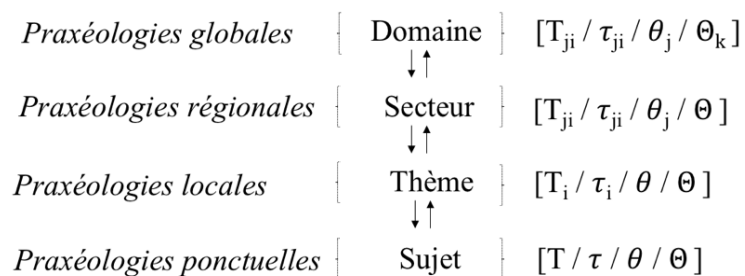 Praxéologies globales Domaine [T_ji / τ_ji / θ_j / Θ_k]
↓↑
Praxéologies régionales Secteur [T_ji / τ_ji / θ_j / Θ]
↓↑
Praxéologies locales Thème [T_i / τ_i / θ / Θ]
↓↑
Praxéologies ponctuelles Sujet [T / τ / θ / Θ]